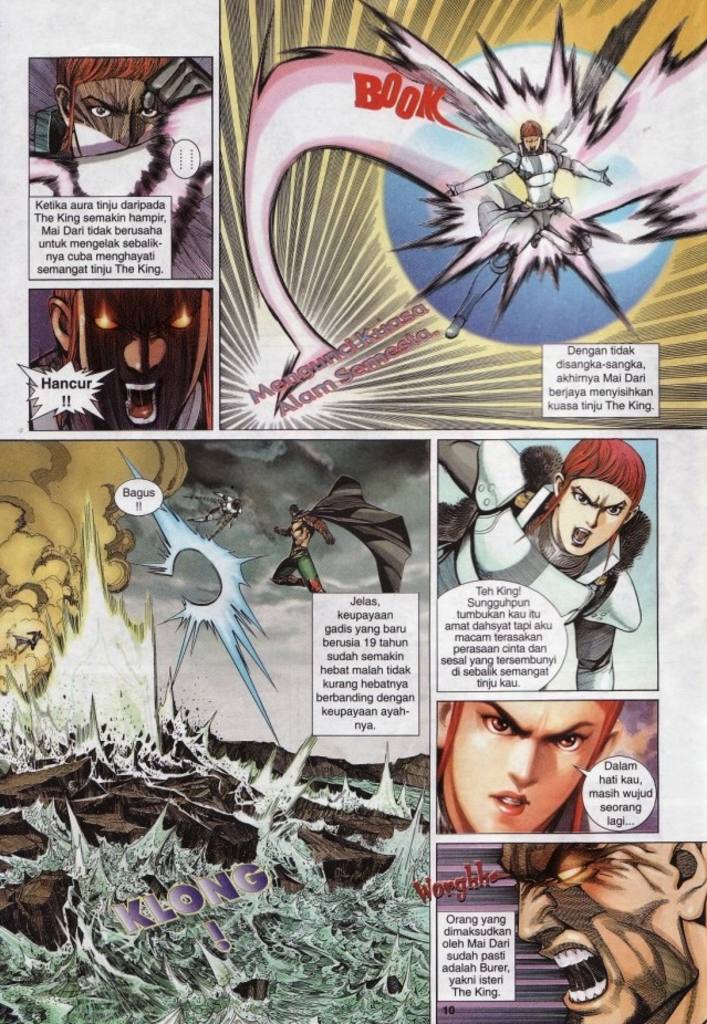 ....
Ketika aura tinju daripada
The King semakin hampir,
Mai Dari tidak berusaha
untuk mengelak sebalik-
nya cuba menghayati
semangat tinju The King.
BOOM
Mengunci Kuasa
Alam Semesta.
Dengan tidak
disangka-sangka,
akhirnya Mai Dari
berjaya menyisihkan
kuasa tinju The King.
Hancur
!!
Bagus
!!
Jelas,
keupayaan
gadis yang baru
berusia 19 tahun
sudah semakin
hebat malah tidak
kurang hebatnya
berbanding dengan
keupayaan ayah-
nya.
KLONG
!
Teh King!
Sungguhpun
tumbukan kau itu
amat dahsyat tapi aku
macam terasakan
perasaan cinta dan
sesal yang tersembunyi
di sebalik semangat
tinju kau.
Dalam
hati kau,
masih wujud
seorang
lagi...
Worghh
Orang yang
dimaksudkan
oleh Mai Dari
sudah pasti
adalah Burer,
yakni isteri
The King.
10